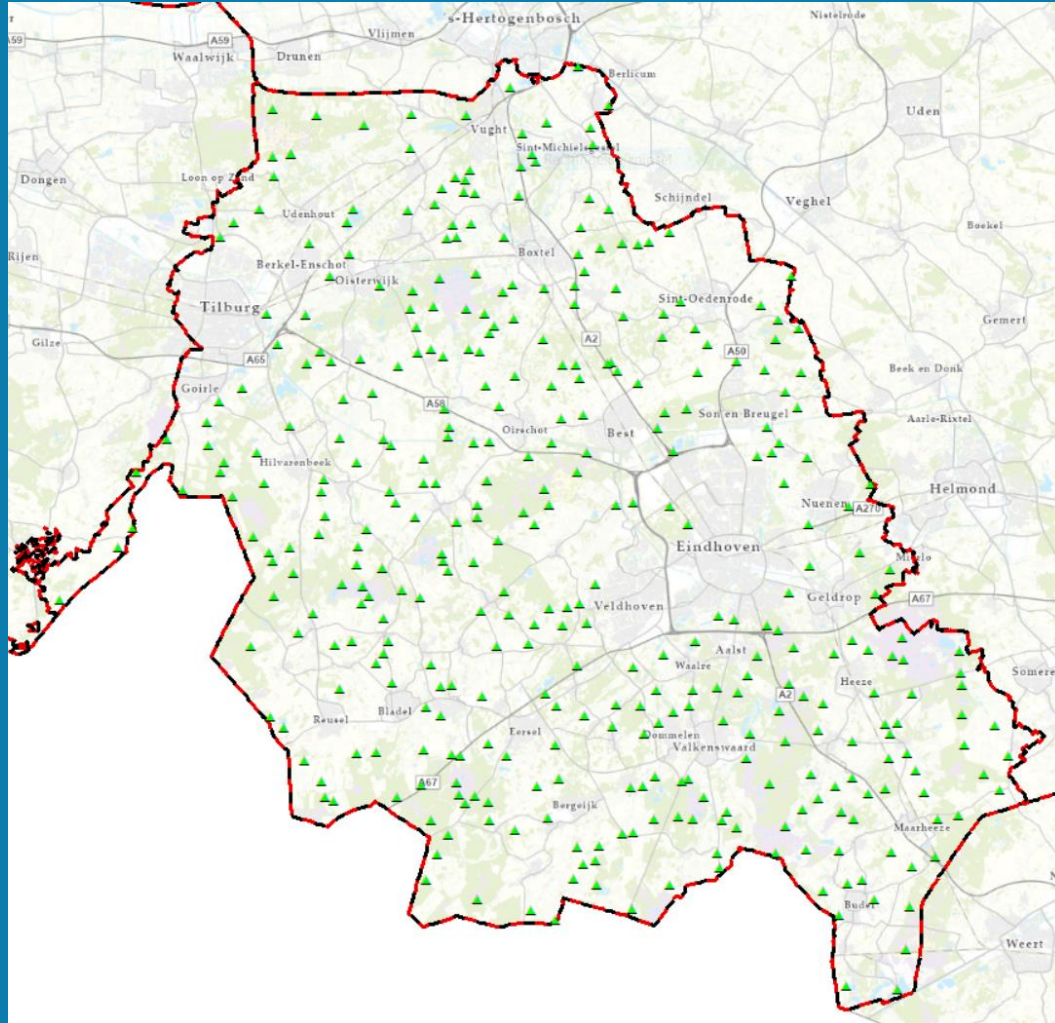 's-Hertogenbosch
Nistelrode
A59
A59
Vlijmen
Waalwijk
Drunen
Berlicum
Uden
Vught
Sint-Michielsgestel
Dongen
Loon op Zand
Schijndel
Veghel
Udenhout
Boekel
Rijen
Berkel-Enschot
Boxtel
Oisterwijk
Sint-Oedenrode
Tilburg
Gemert
Gilze
A2
A65
A50
Beek en Donk
Goirle
A58
Son en Breugel
Aarle-Rixtel
Oirschot
Best
Hilvarenbeek
Helmond
Nuenen
A270
Eindhoven
Mierlo
Geldrop
A67
Veldhoven
Aalst
Waalre
Heeze
Somere
A2
Bladel
Reusel
Eersel
Dommelen
Valkenswaard
A67
Bergeijk
Maarheeze
Budel
Weert